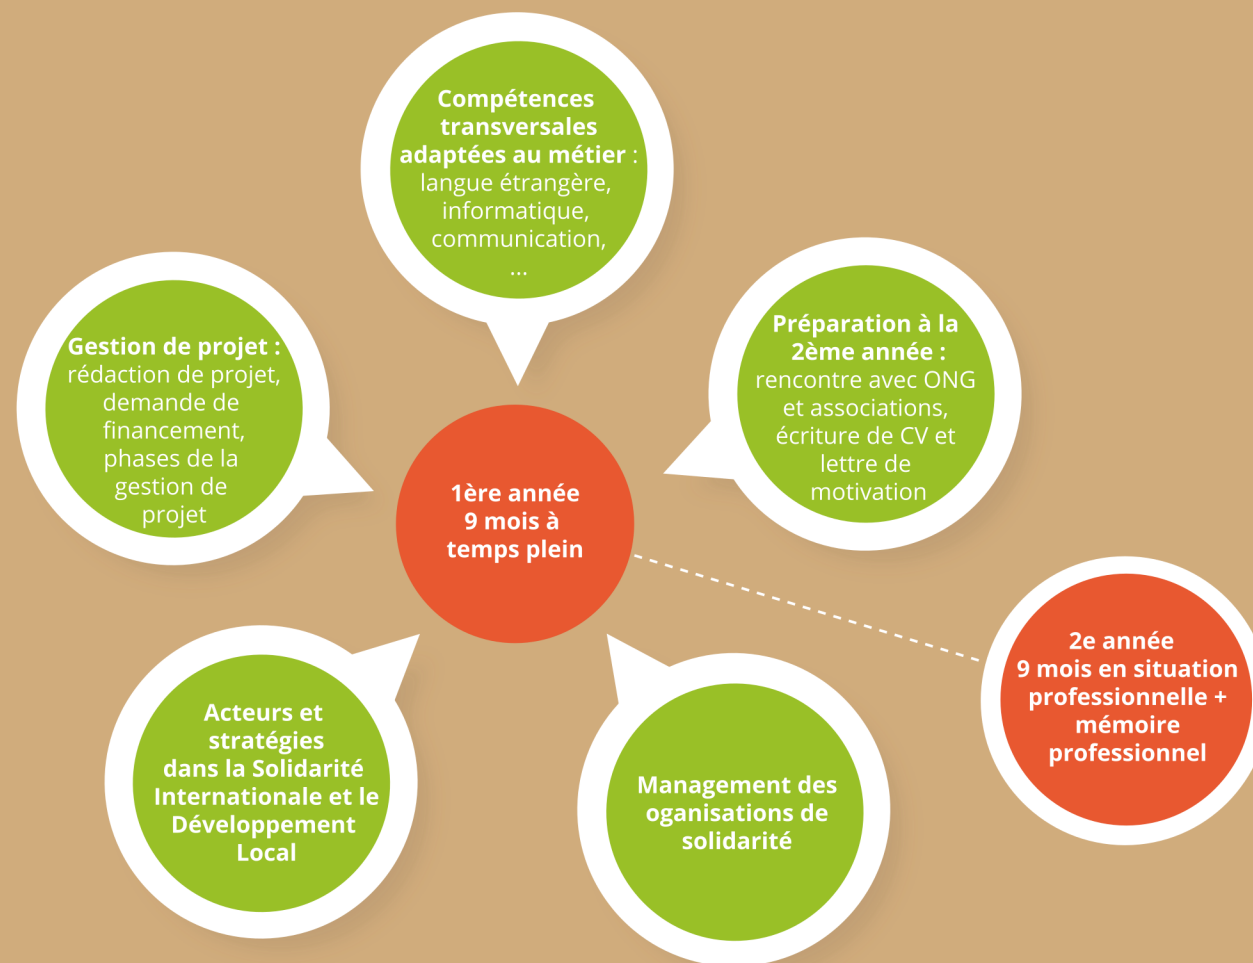 Compétences
transversales
adaptées au métier :
langue étrangère,
informatique,
communication,
...
Gestion de projet :
rédaction de projet,
demande de
financement,
phases de la
gestion de
projet
Préparation à la
2ème année :
rencontre avec ONG
et associations,
écriture de CV et
lettre de
motivation
1ère année
9 mois à
temps plein
2e année
9 mois en situation
professionnelle +
mémoire
professionnel
Acteurs et
stratégies
dans la Solidarité
Internationale et le
Développement
Local
Management des
oganisations de
solidarité